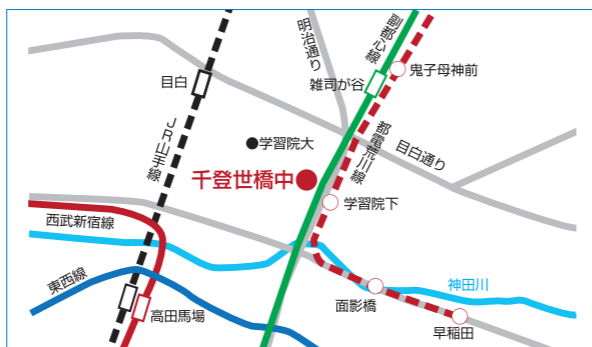 明治通り
副都心線
鬼子母神前
目白
雑司が谷
JR山手線
●学習院大
都電荒川線
目白通り
千登世橋中●
学習院下
西武新宿線
東西線
神田川
面影橋
高田馬場
早稲田